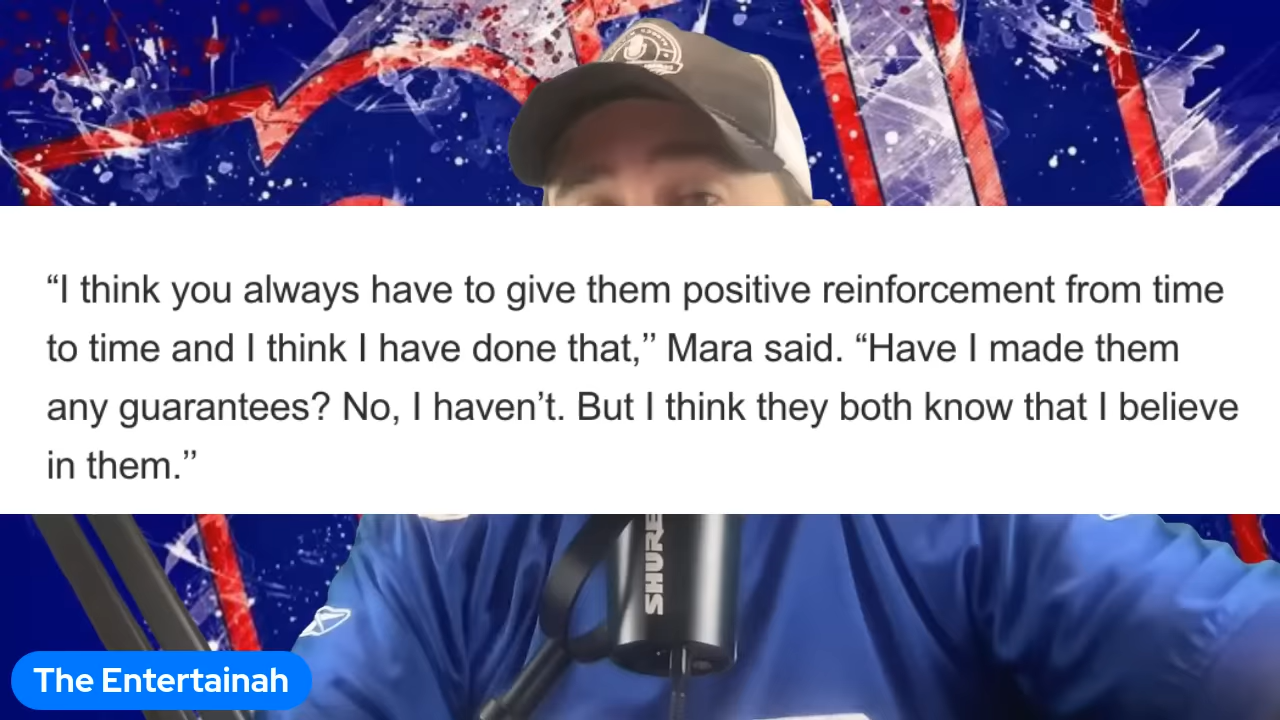 “I think you always have to give them positive reinforcement from time
to time and I think I have done that,’’ Mara said. “Have I made them
any guarantees? No, I haven’t. But I think they both know that I believe
in them.’’
SHURE
The Entertainah